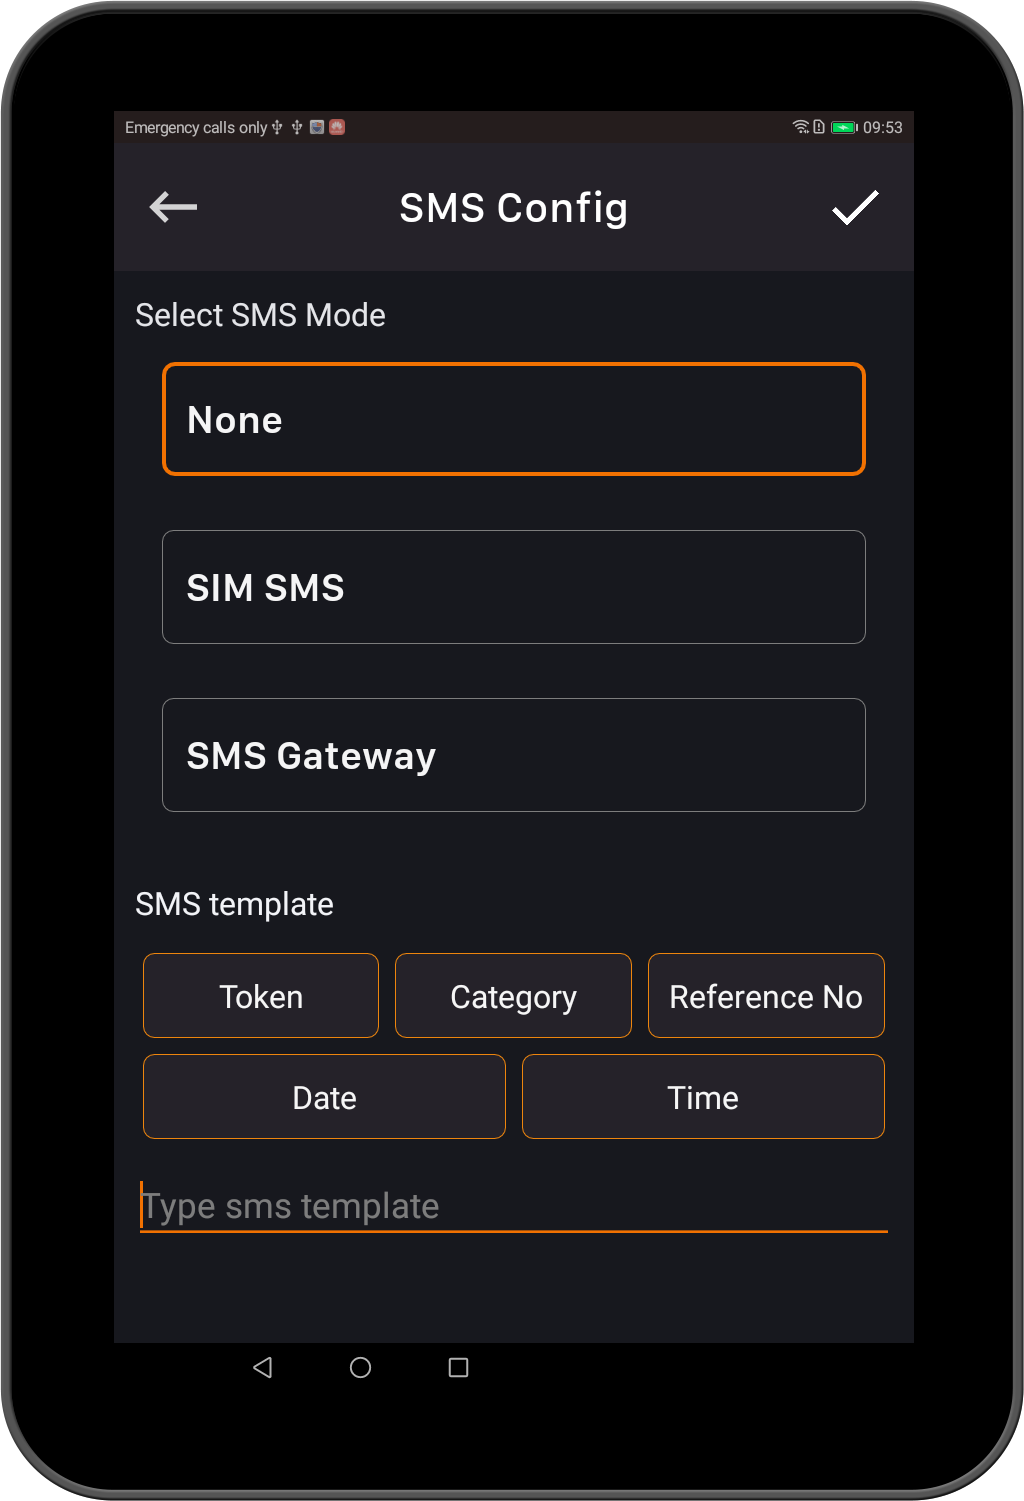 Emergency calls only 09:53
SMS Config
Select SMS Mode
None
SIM SMS
SMS Gateway
SMS template
Token Category Reference No
Date Time
Type sms template